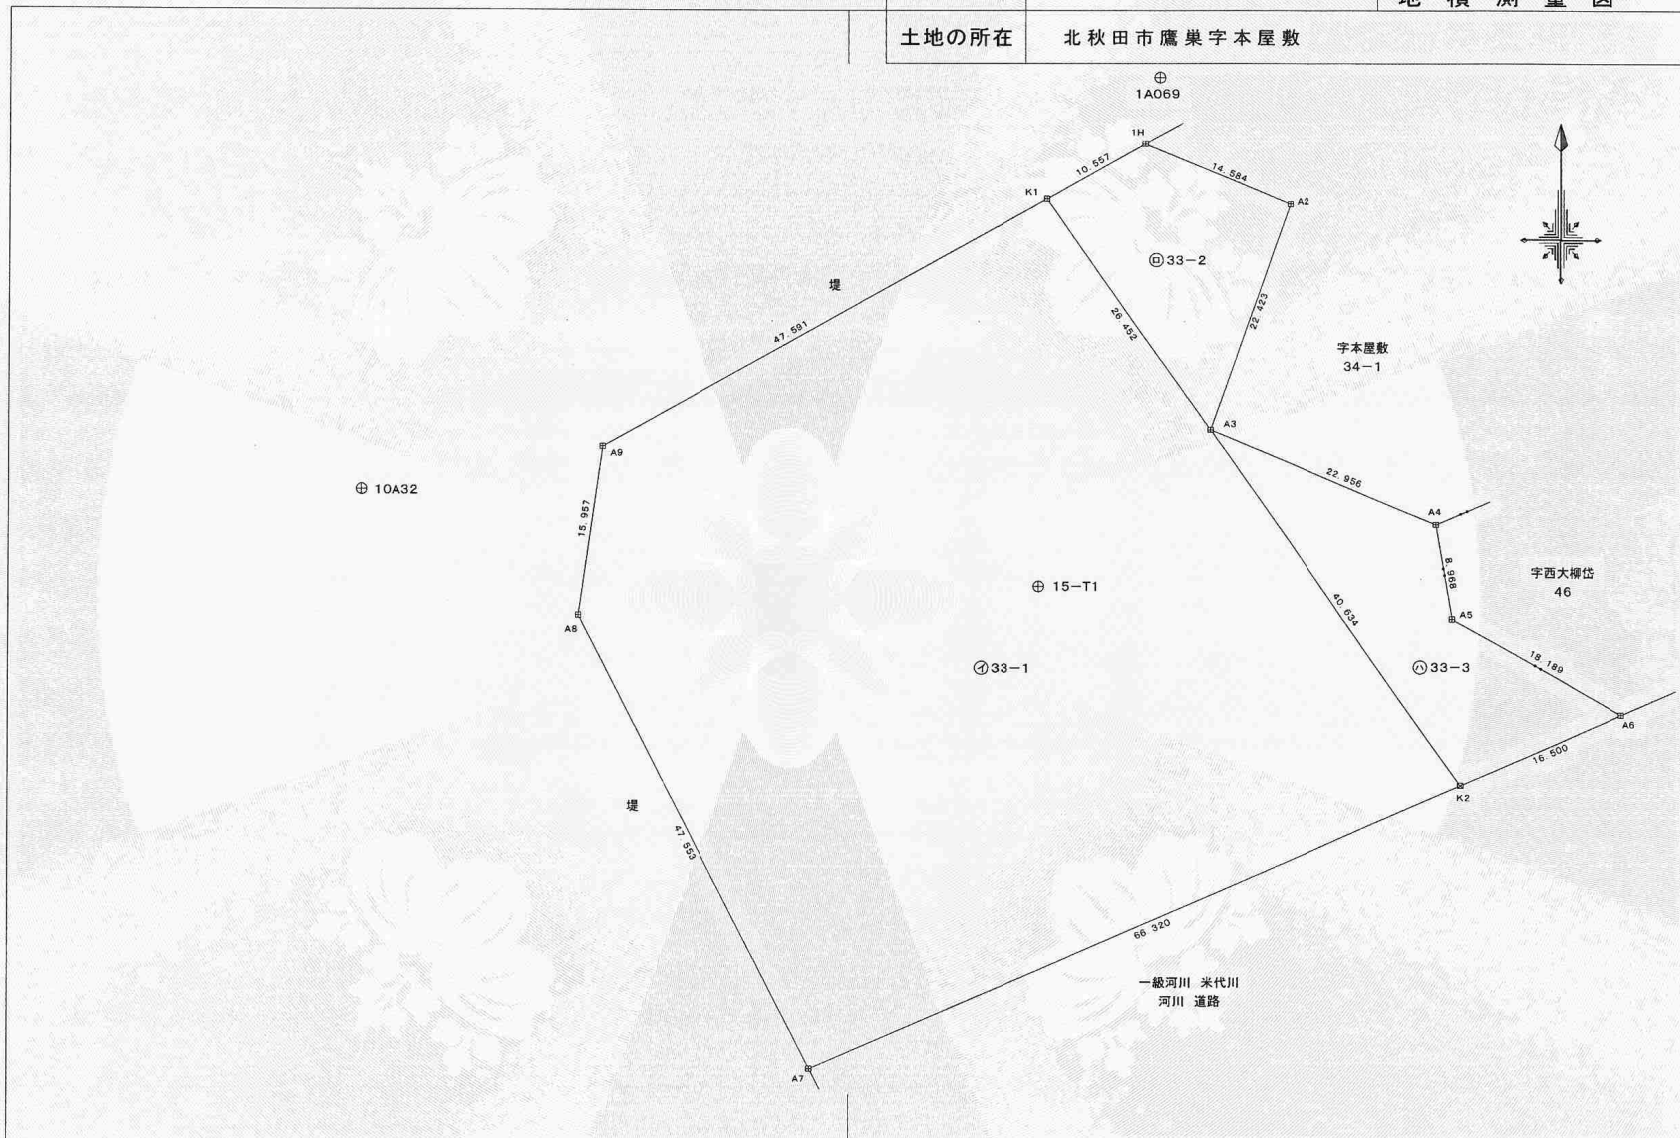 地積測量図
土地の所在 北秋田市鷹巣字本屋敷
1A069
1H
10.557
14.584
K1
A2
㋺33-2
堤
26.452
22.423
47.591
字本屋敷
34-1
A3
A9
22.956
10A32
15.957
A4
8.968
15-T1
字西大柳岱
46
A8
40.634
A5
㋑33-1
㋩33-3
18.189
A6
16.500
堤
K2
47.553
66.320
一級河川 米代川
河川 道路
A7